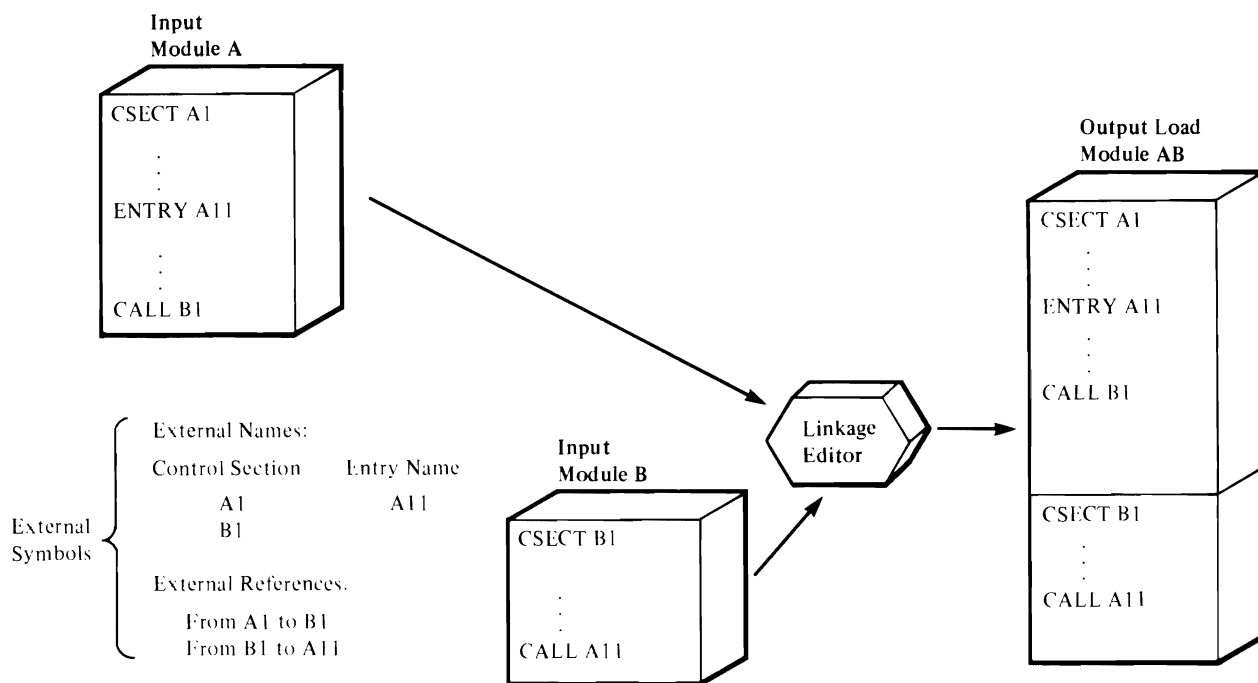 Input
Module A
CSECT A1
.
.
.
ENTRY A11
.
.
.
CALL B1
External Symbols
External Names:
Control Section Entry Name
A1 A11
B1
External References.
From A1 to B1
From B1 to A11
Input
Module B
CSECT B1
.
.
.
CALL A11
Linkage
Editor
Output Load
Module AB
CSECT A1
.
.
.
.
ENTRY A11
.
.
.
CALL B1
CSECT B1
.
.
.
.
CALL A11